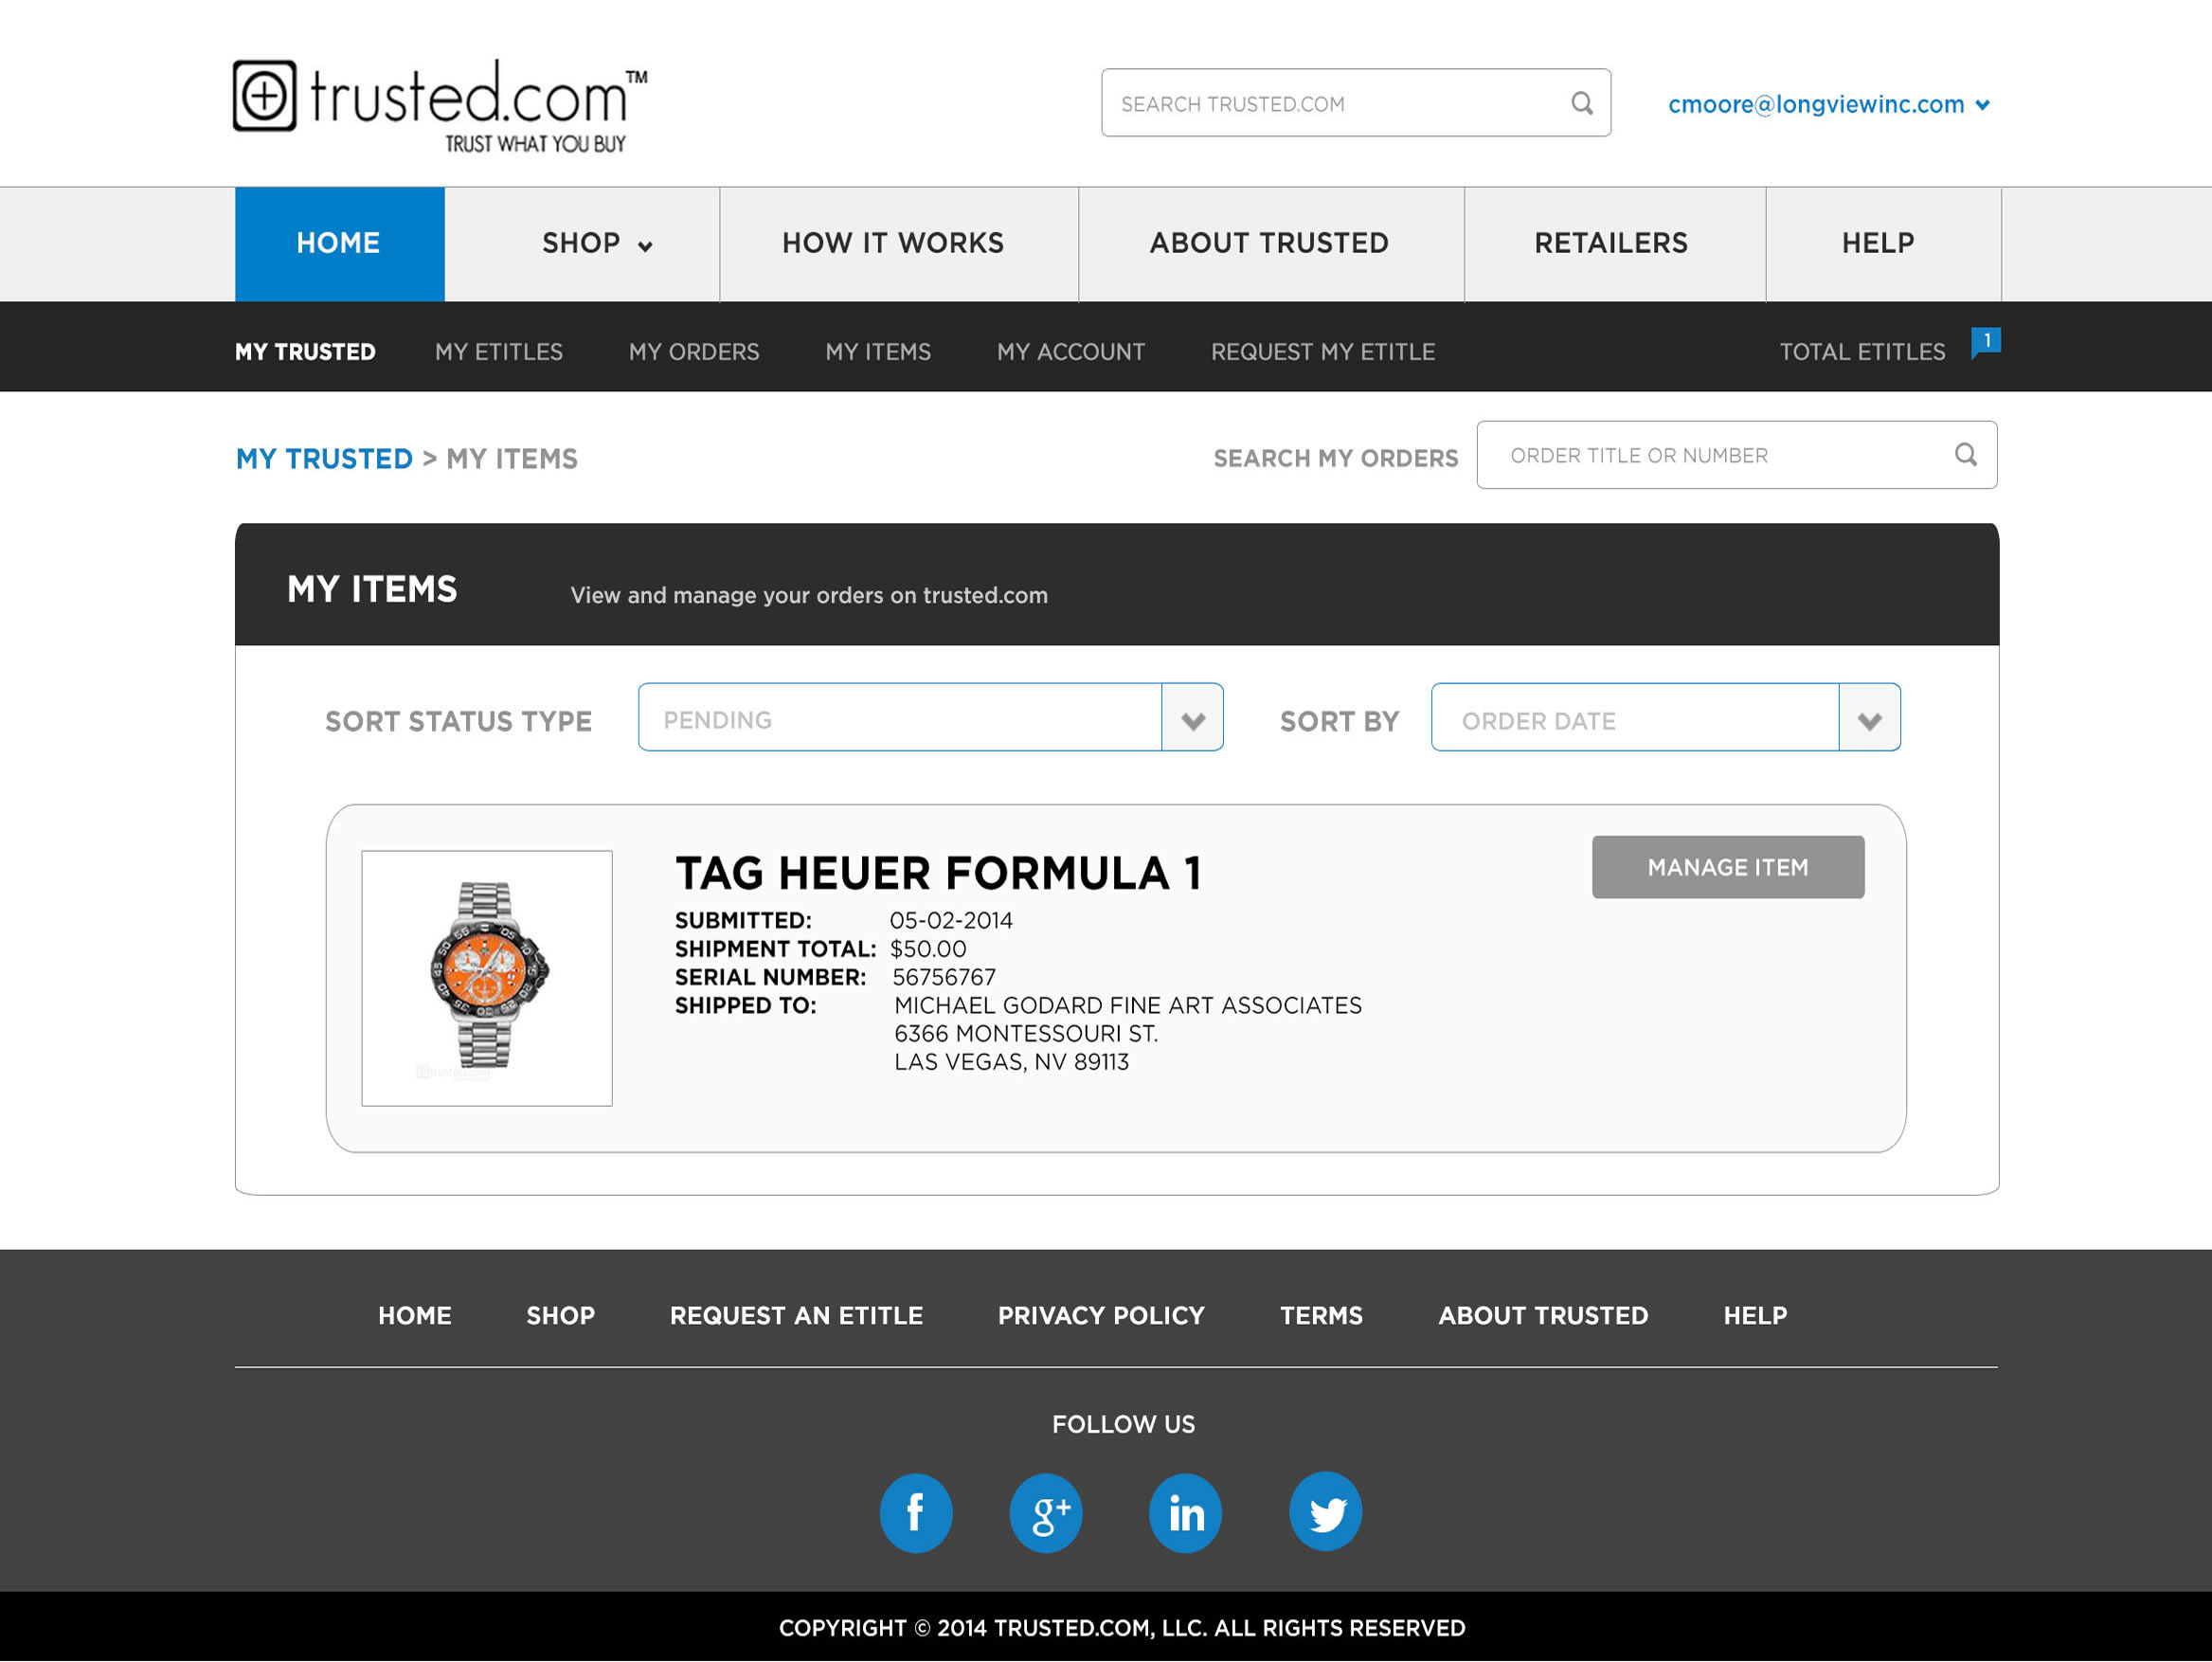 trusted.com™
TRUST WHAT YOU BUY
SEARCH TRUSTED.COM
cmoore@longviewinc.com
HOME SHOP HOW IT WORKS ABOUT TRUSTED RETAILERS HELP
MY TRUSTED MY ETITLES MY ORDERS MY ITEMS MY ACCOUNT REQUEST MY ETITLE TOTAL ETITLES 1
MY TRUSTED > MY ITEMS SEARCH MY ORDERS ORDER TITLE OR NUMBER
MY ITEMS View and manage your orders on trusted.com
SORT STATUS TYPE PENDING SORT BY ORDER DATE
TAG HEUER FORMULA 1
MANAGE ITEM
SUBMITTED: 05-02-2014
SHIPMENT TOTAL: $50.00
SERIAL NUMBER: 56756767
SHIPPED TO: MICHAEL GODARD FINE ART ASSOCIATES
6366 MONTESSOURI ST.
LAS VEGAS, NV 89113
HOME SHOP REQUEST AN ETITLE PRIVACY POLICY TERMS ABOUT TRUSTED HELP
FOLLOW US
f g+ in
COPYRIGHT © 2014 TRUSTED.COM, LLC. ALL RIGHTS RESERVED